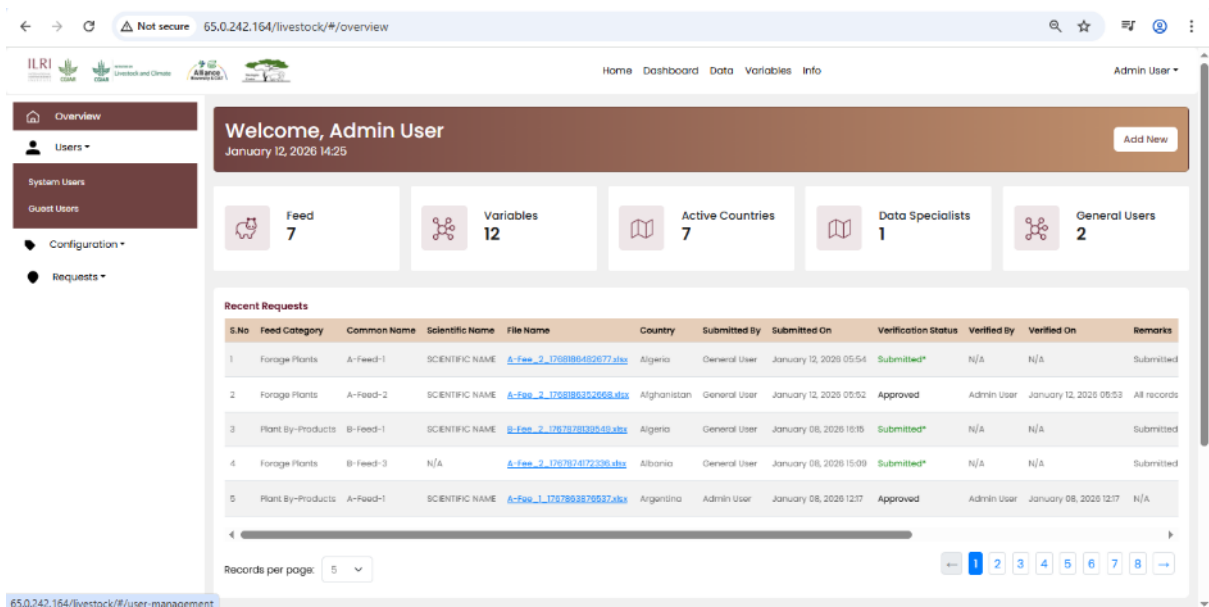 Not secure 65.0.242.164/livestock/#/overview
ILRI
CGIAR
CGIAR
Livestock and Climate
Alliance
Home Dashboard Data Variables Info
Admin User
Overview
Users
System Users
Guest Users
Configuration
Requests
Welcome, Admin User
January 12, 2026 14:25
Add New
Feed
7
Variables
12
Active Countries
7
Data Specialists
1
General Users
2
Recent Requests
S.No Feed Category Common Name Scientific Name File Name Country Submitted By Submitted On Verification Status Verified By Verified On Remarks
1 Forage Plants A-Feed-1 SCIENTIFIC NAME A-Fee_2_1768186482677.xlsx Algeria General User January 12, 2026 05:54 Submitted* N/A N/A Submitted
2 Forage Plants A-Feed-2 SCIENTIFIC NAME A-Fee_2_1768186352668.xlsx Afghanistan General User January 12, 2026 05:52 Approved Admin User January 12, 2026 05:53 All records
3 Plant By-Products B-Feed-1 SCIENTIFIC NAME B-Fee_2_1767878139549.xlsx Algeria General User January 08, 2026 16:15 Submitted* N/A N/A Submitted
4 Forage Plants B-Feed-3 N/A A-Fee_2_1767874172336.xlsx Albania General User January 08, 2026 15:09 Submitted* N/A N/A Submitted
5 Plant By-Products A-Feed-1 SCIENTIFIC NAME A-Fee_1_1767863876537.xlsx Argentina Admin User January 08, 2026 12:17 Approved Admin User January 08, 2026 12:17 N/A
Records per page: 5
← 1 2 3 4 5 6 7 8 →
65.0.242.164/livestock/#/user-management